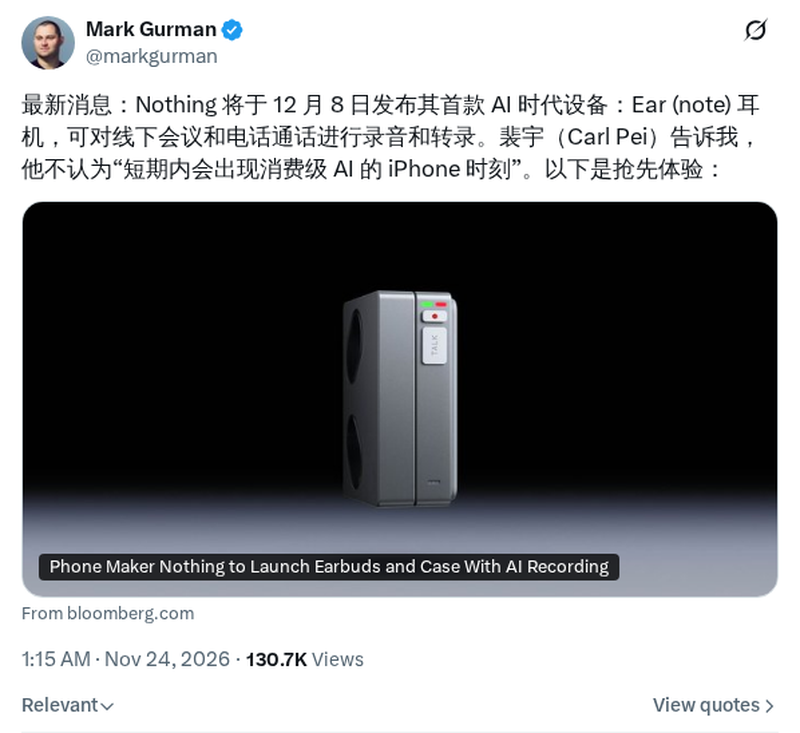 Mark Gurman
@markgurman
最新消息：Nothing 将于 12 月 8 日发布其首款 AI 时代设备：Ear (note) 耳
机，可对线下会议和电话通话进行录音和转录。裴宇（Carl Pei）告诉我，
他不认为“短期内会出现消费级 AI 的 iPhone 时刻”。以下是抢先体验：
TALK
Phone Maker Nothing to Launch Earbuds and Case With AI Recording
From bloomberg.com
1:15 AM · Nov 24, 2026 · 130.7K Views
Relevant
View quotes